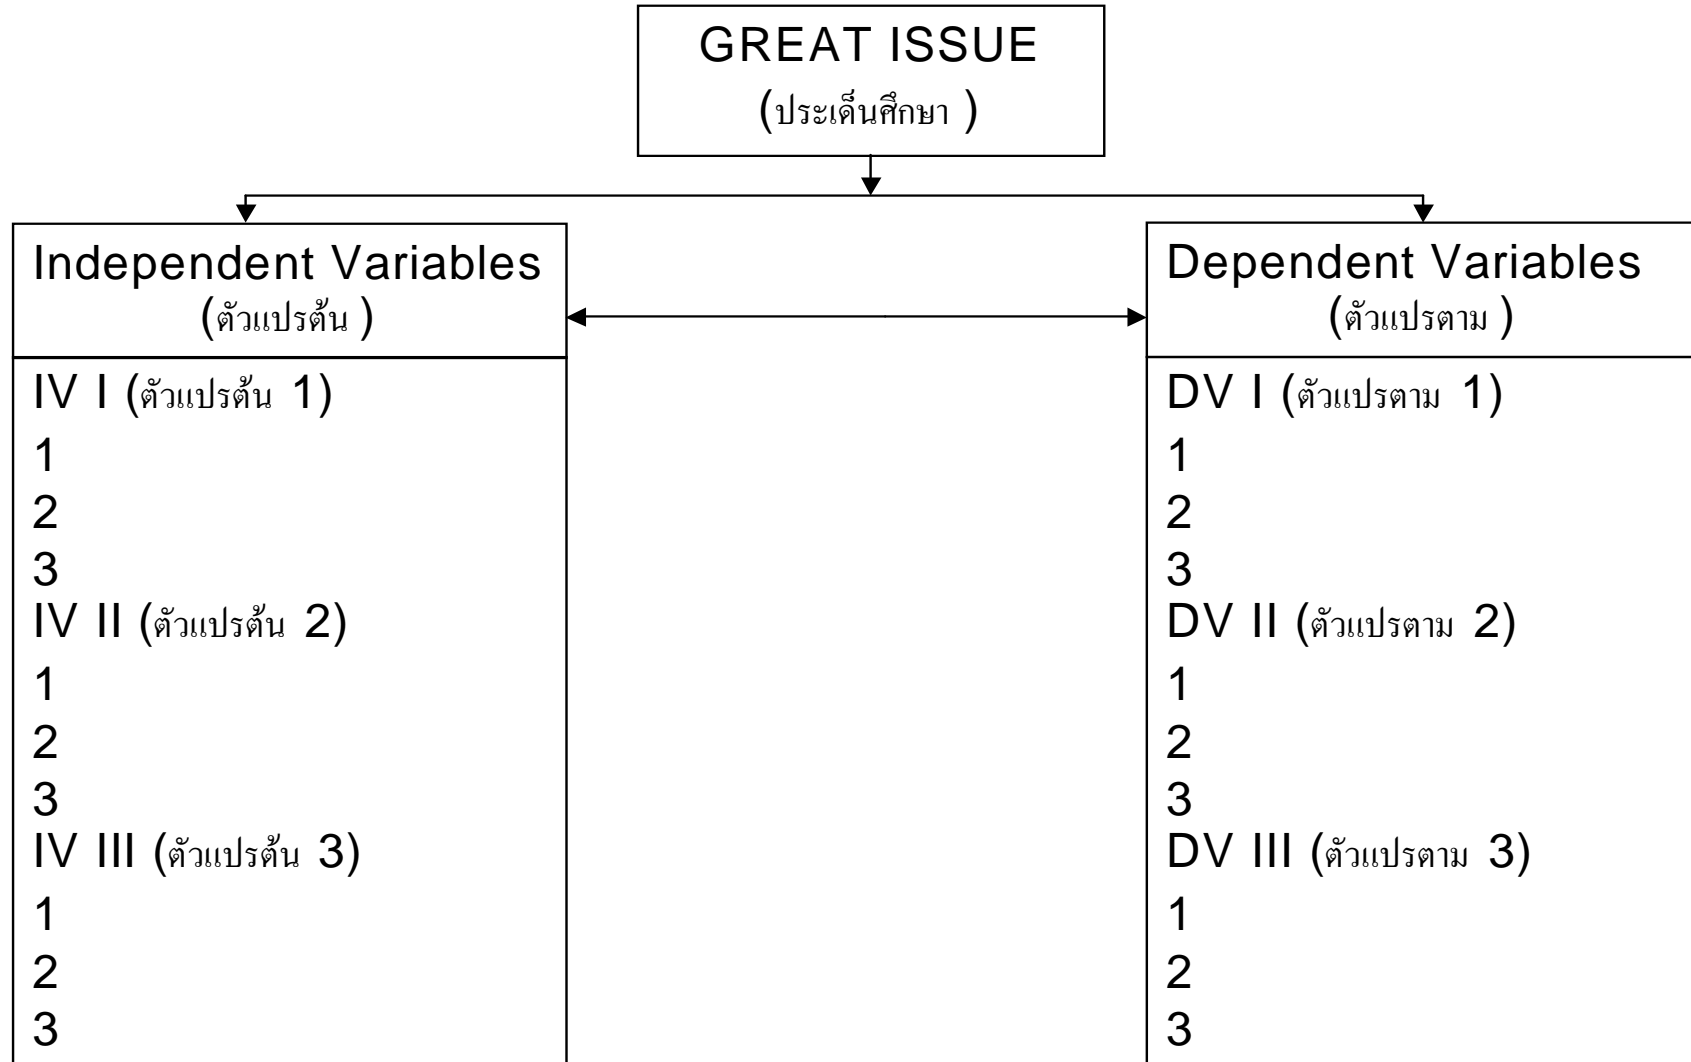 GREAT ISSUE
(ประเด็นศึกษา )
Independent Variables
(ตัวแปรต้น )
IV I (ตัวแปรต้น 1)
1
2
3
IV II (ตัวแปรต้น 2)
1
2
3
IV III (ตัวแปรต้น 3)
1
2
3
Dependent Variables
(ตัวแปรตาม )
DV I (ตัวแปรตาม 1)
1
2
3
DV II (ตัวแปรตาม 2)
1
2
3
DV III (ตัวแปรตาม 3)
1
2
3